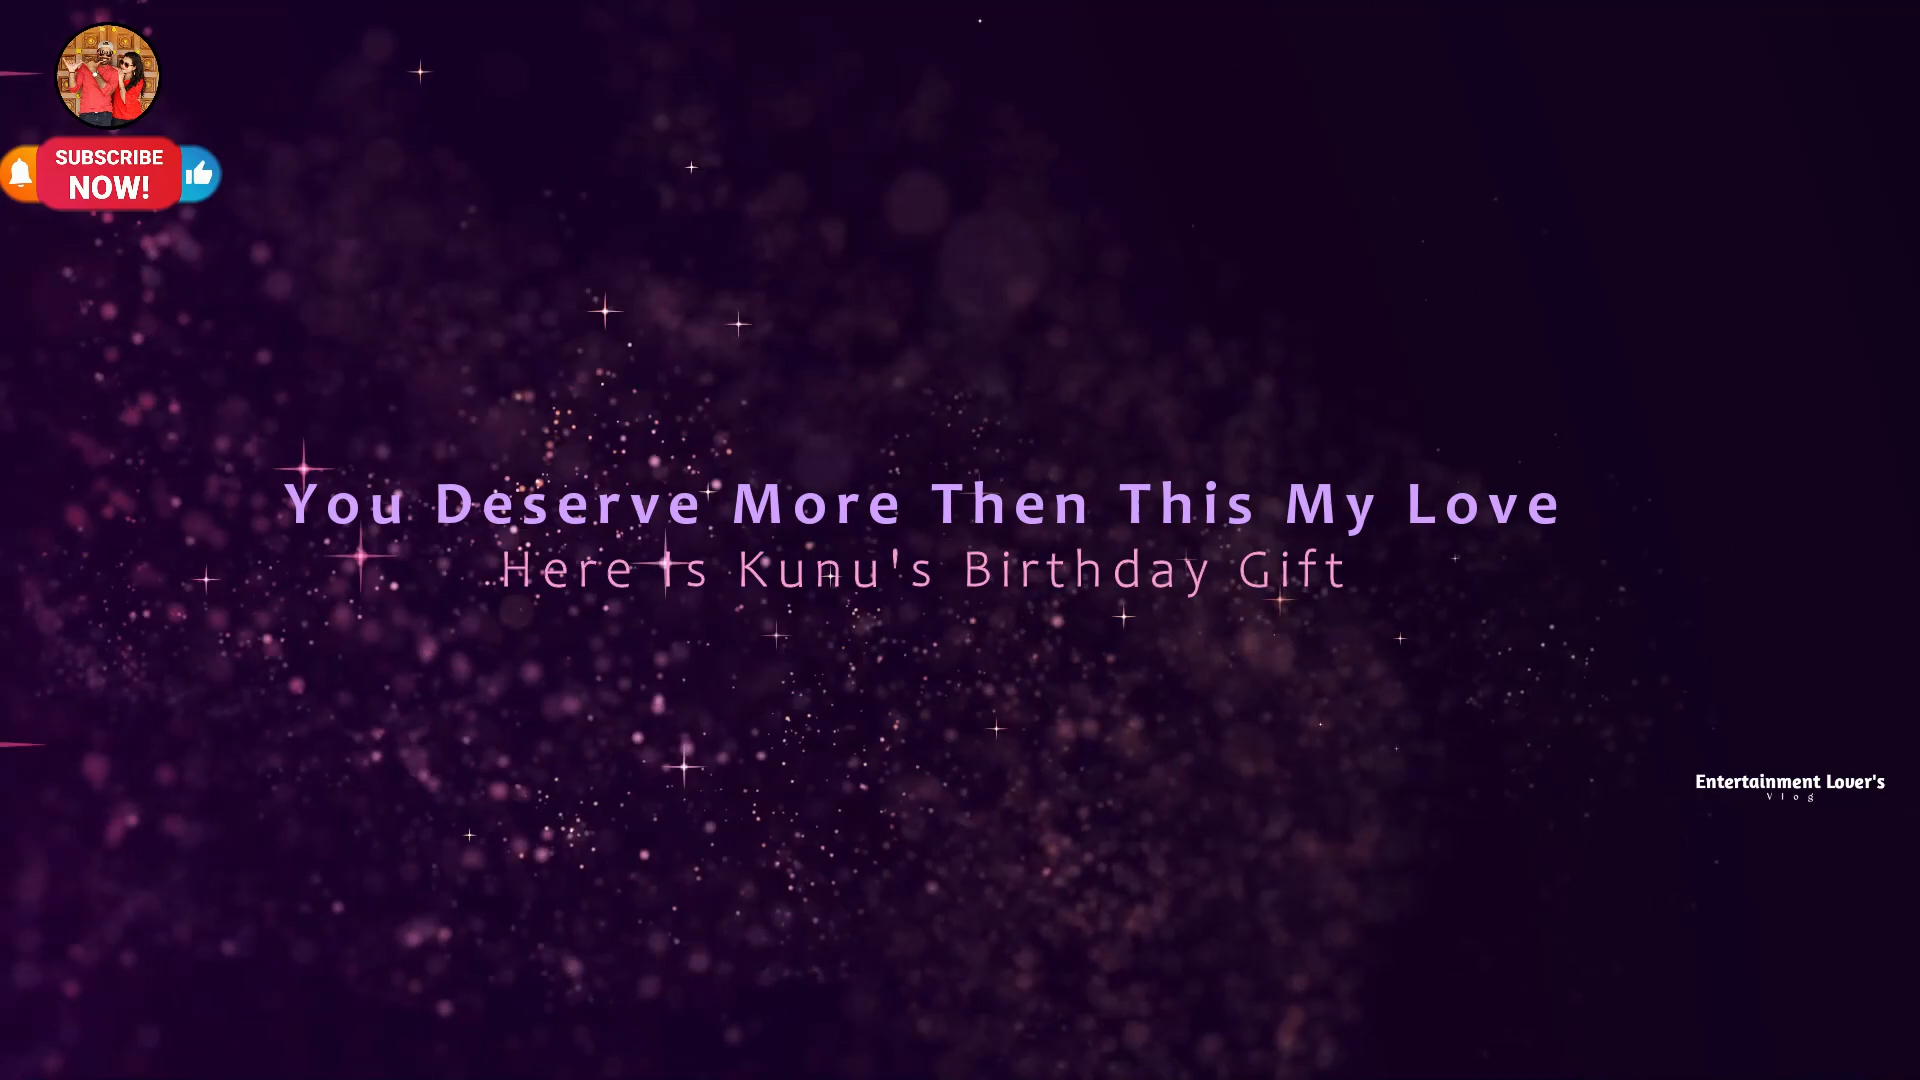 SUBSCRIBE
NOW!
You Deserve More Then This My Love
..Here Is Kunu's Birthday Gift
Entertainment Lover's
Vlog